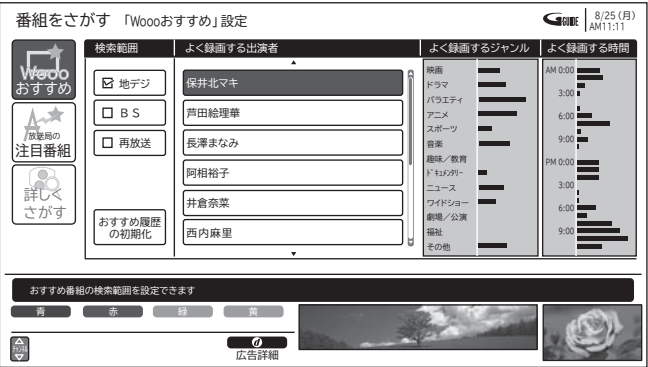 番組をさがす 「Woooおすすめ」設定
G GUIDE
8/25(月)
AM11:11
Wooo
おすすめ
放送局の
注目番組
詳しく
さがす
検索範囲
地デジ
BS
再放送
おすすめ履歴
の初期化
よく録画する出演者
保井北マキ
芦田絵理華
長澤まなみ
阿相裕子
井倉奈菜
西内麻里
よく録画するジャンル
映画
ドラマ
バラエティ
アニメ
スポーツ
音楽
趣味/教育
ドキュメンタリー
ニュース
ワイドショー
劇場/公演
福祉
その他
よく録画する時間
AM 0:00
3:00
6:00
9:00
PM 0:00
3:00
6:00
9:00
おすすめ番組の検索範囲を設定できます
青
赤
緑
黄
チャンネル
d
広告詳細